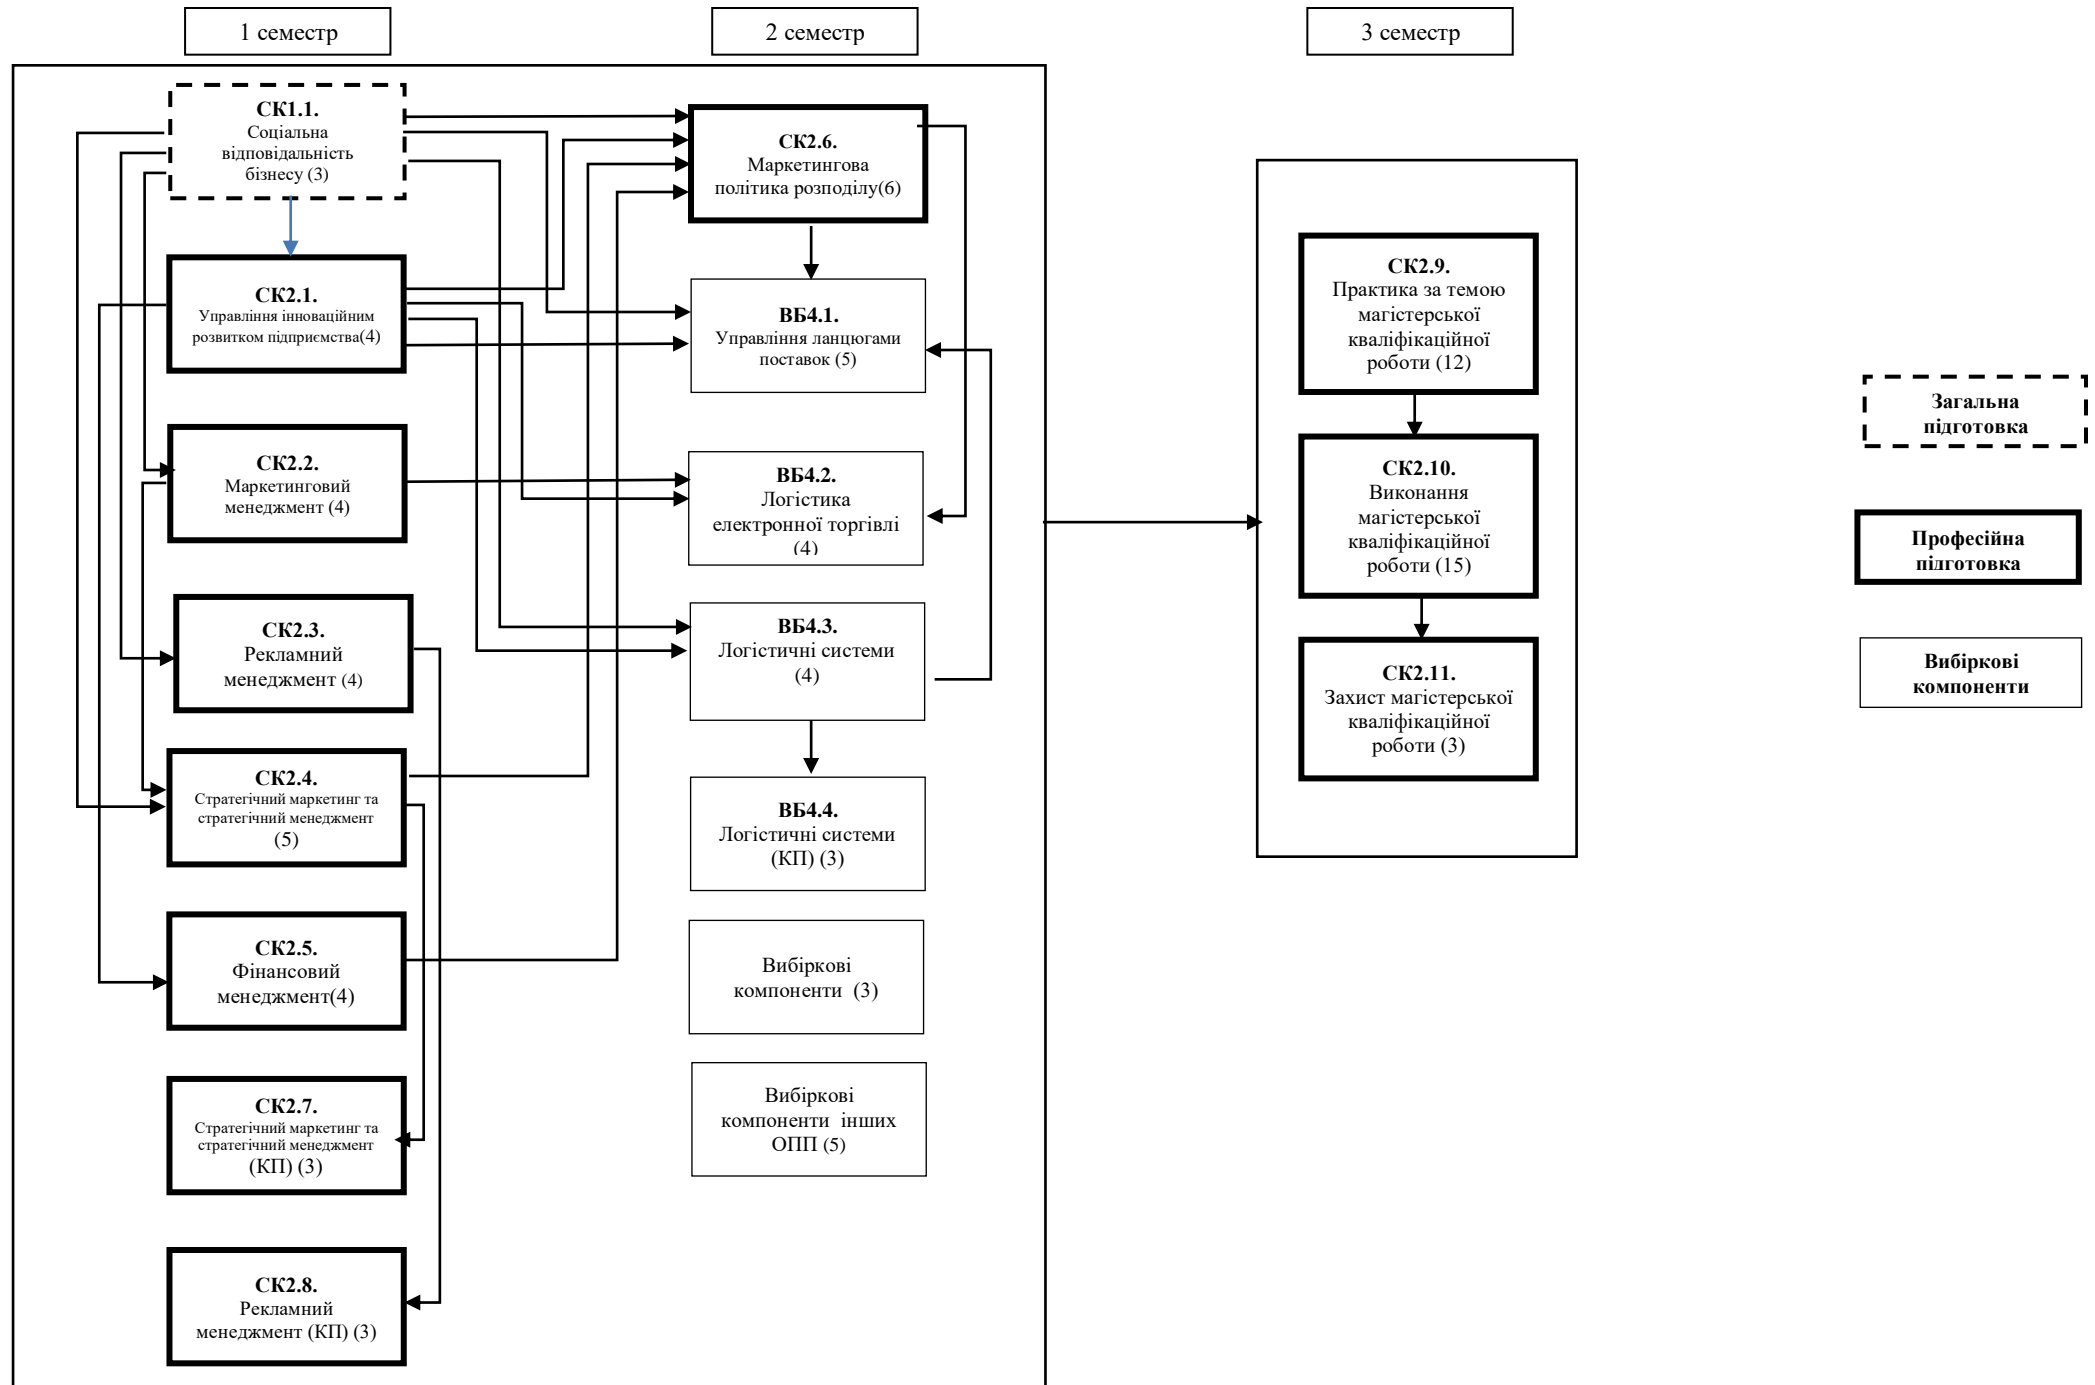 1 семестр
2 семестр
3 семестр
СК1.1.
Соціальна
відповідальність
бізнесу (3)
СК2.1.
Управління інноваційним
розвитком підприємства(4)
СК2.2.
Маркетинговий
менеджмент (4)
СК2.3.
Рекламний
менеджмент (4)
СК2.4.
Стратегічний маркетинг та
стратегічний менеджмент
(5)
СК2.5.
Фінансовий
менеджмент(4)
СК2.7.
Стратегічний маркетинг та
стратегічний менеджмент
(КП) (3)
СК2.8.
Рекламний
менеджмент (КП) (3)
СК2.6.
Маркетингова
політика розподілу(6)
ВБ4.1.
Управління ланцюгами
поставок (5)
ВБ4.2.
Логістика
електронної торгівлі
(4)
ВБ4.3.
Логістичні системи
(4)
ВБ4.4.
Логістичні системи
(КП) (3)
Вибіркові
компоненти (3)
Вибіркові
компоненти інших
ОПП (5)
СК2.9.
Практика за темою
магістерської
кваліфікаційної
роботи (12)
СК2.10.
Виконання
магістерської
кваліфікаційної
роботи (15)
СК2.11.
Захист магістерської
кваліфікаційної
роботи (3)
Загальна
підготовка
Професійна
підготовка
Вибіркові
компоненти